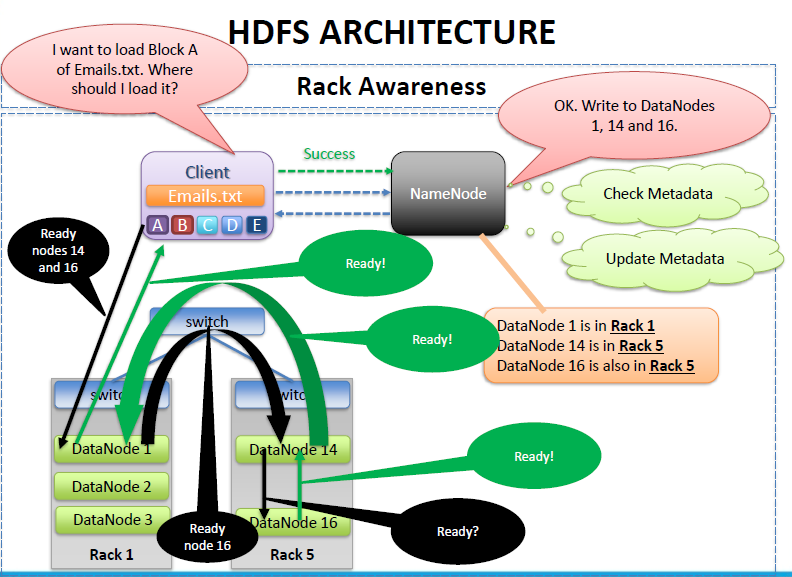 HDFS ARCHITECTURE
Rack Awareness
I want to load Block A
of Emails.txt. Where
should I load it?
OK. Write to DataNodes
1, 14 and 16.
Success
Client
Emails.txt
A B C D E
NameNode
Check Metadata
Update Metadata
Ready
nodes 14
and 16
Ready!
Ready!
switch
DataNode 1 is in Rack 1
DataNode 14 is in Rack 5
DataNode 16 is also in Rack 5
switch
switch
DataNode 1
DataNode 14
DataNode 2
DataNode 3
DataNode 16
Ready!
Ready?
Ready
node 16
Rack 1
Rack 5